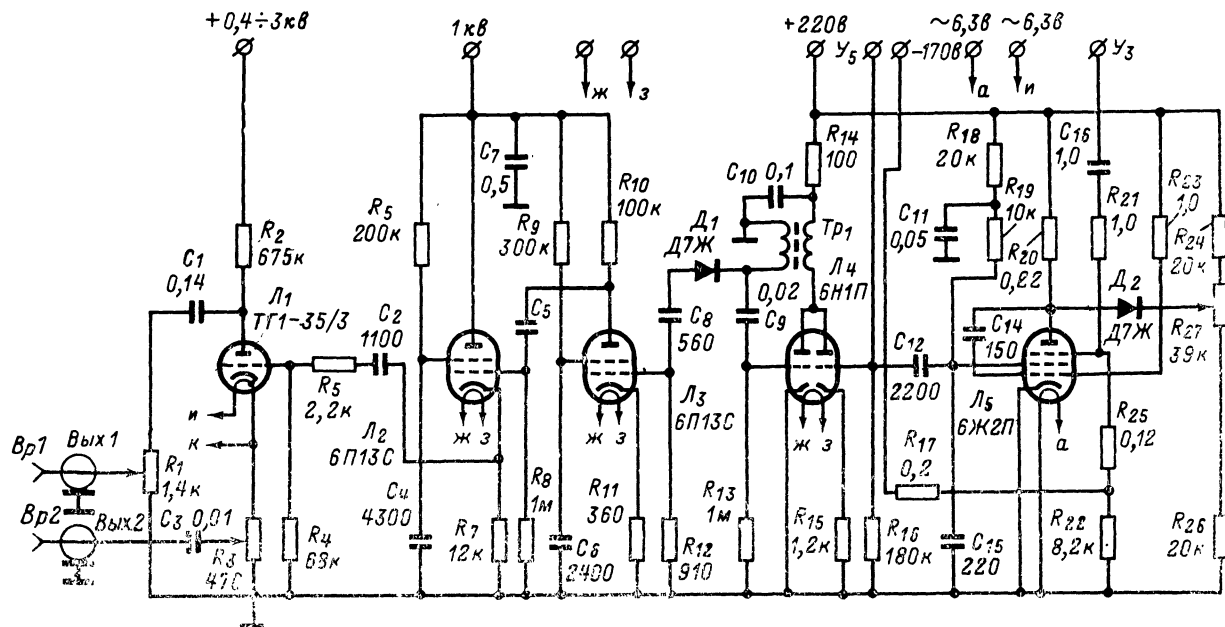 +0,4÷3кв
1кв
ж
з
+220в
У5
−170в
~6,3в
~6,3в
а
и
У3
R2
675к
C1
0,14
Л1
ТГ1-35/3
R5
200к
C7
0,5
R9
300к
R10
100к
C2
1100
R5
2,2к
C5
Л2
6П13С
ж
з
Л3
6П13С
ж
з
Д1
Д7Ж
C8
560
C10
0,1
R14
100
Тр1
Л4
6Н1П
0,02
C9
ж
з
C12
2200
R18
20к
C11
0,05
R19
10к
R20
0,22
C16
1,0
R21
1,0
R23
1,0
R24
20к
Д2
Д7Ж
R27
39к
C14
150
Л5
6Ж2П
а
R25
0,12
R17
0,2
и
к
Вр1
Вых1
R1
1,4к
Вр2
Вых2
C3
0,01
R3
470
R4
68к
C4
4300
R7
12к
R8
1м
C6
2400
R11
360
R12
910
R13
1м
R15
1,2к
R16
180к
C15
220
R22
8,2к
R26
20к